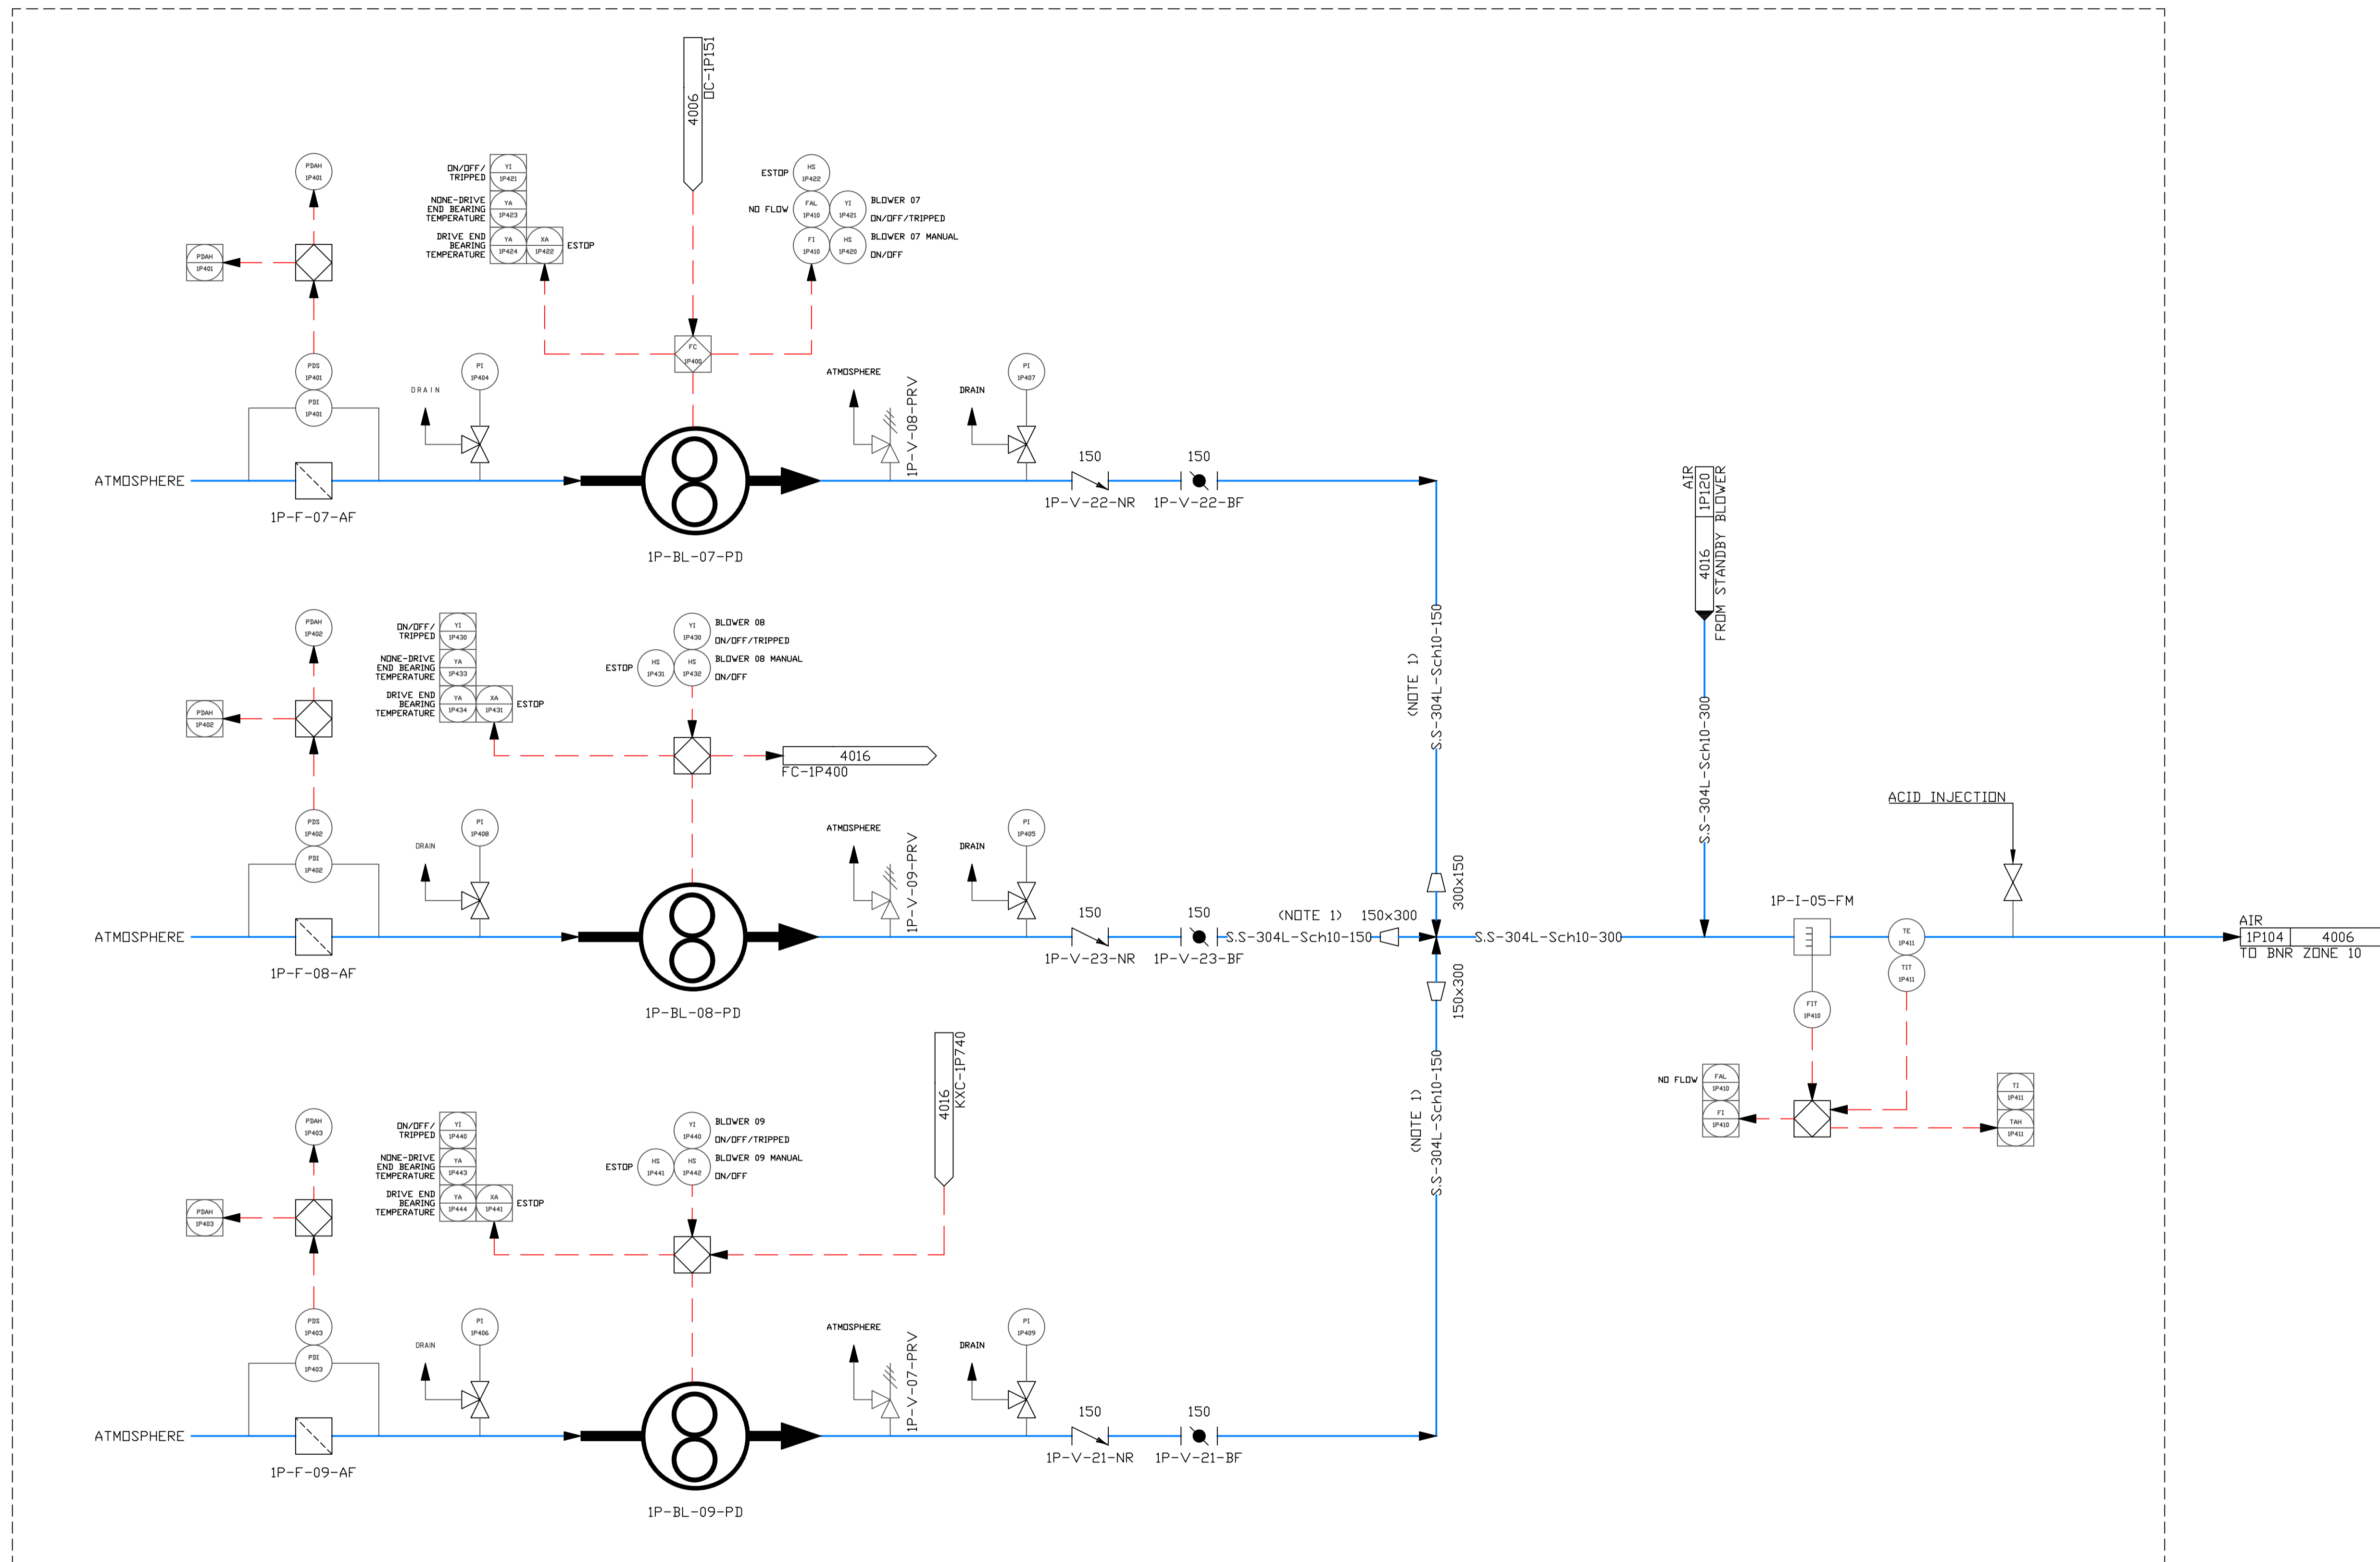 4006
OC-1P151
PDAH
1P401
PDAH
1P401
PDS
1P401
PDI
1P401
ON/OFF/
TRIPPED
YI
1P421
NONE-DRIVE
END BEARING
TEMPERATURE
YA
1P423
DRIVE END
BEARING
TEMPERATURE
YA
1P424
XA
1P422
ESTOP
ESTOP
HS
1P422
NO FLOW
FAL
1P410
YI
1P421
BLOWER 07
ON/OFF/TRIPPED
FI
1P410
HS
1P420
BLOWER 07 MANUAL
ON/OFF
FC
1P400
DRAIN
PI
1P404
ATMOSPHERE
1P-V-08-PRV
DRAIN
PI
1P407
ATMOSPHERE
1P-F-07-AF
1P-BL-07-PD
150
1P-V-22-NR
150
1P-V-22-BF
S.S-304L-Sch10-150
(NOTE 1)
300x150
AIR
1P120
4016
FROM STANDBY BLOWER
S.S-304L-Sch10-300
PDAH
1P402
PDAH
1P402
PDS
1P402
PDI
1P402
ON/OFF/
TRIPPED
YI
1P430
NONE-DRIVE
END BEARING
TEMPERATURE
YA
1P433
DRIVE END
BEARING
TEMPERATURE
YA
1P434
XA
1P431
ESTOP
YI
1P430
BLOWER 08
ON/OFF/TRIPPED
ESTOP
HS
1P431
HS
1P432
BLOWER 08 MANUAL
ON/OFF
4016
FC-1P400
DRAIN
PI
1P408
ATMOSPHERE
1P-V-09-PRV
DRAIN
PI
1P405
ATMOSPHERE
1P-F-08-AF
1P-BL-08-PD
150
1P-V-23-NR
150
1P-V-23-BF
(NOTE 1)
150x300
S.S-304L-Sch10-150
S.S-304L-Sch10-300
ACID INJECTION
1P-I-05-FM
TE
1P411
TIT
1P411
FIT
1P410
AIR
1P104
4006
TO BNR ZONE 10
NO FLOW
FAL
1P410
FI
1P410
TI
1P411
TAH
1P411
150x300
S.S-304L-Sch10-150
(NOTE 1)
4016
KXC-1P740
PDAH
1P403
PDAH
1P403
PDS
1P403
PDI
1P403
ON/OFF/
TRIPPED
YI
1P440
NONE-DRIVE
END BEARING
TEMPERATURE
YA
1P443
DRIVE END
BEARING
TEMPERATURE
YA
1P444
XA
1P441
ESTOP
YI
1P440
BLOWER 09
ON/OFF/TRIPPED
ESTOP
HS
1P441
HS
1P442
BLOWER 09 MANUAL
ON/OFF
DRAIN
PI
1P406
ATMOSPHERE
1P-V-07-PRV
DRAIN
PI
1P409
ATMOSPHERE
1P-F-09-AF
1P-BL-09-PD
150
1P-V-21-NR
150
1P-V-21-BF